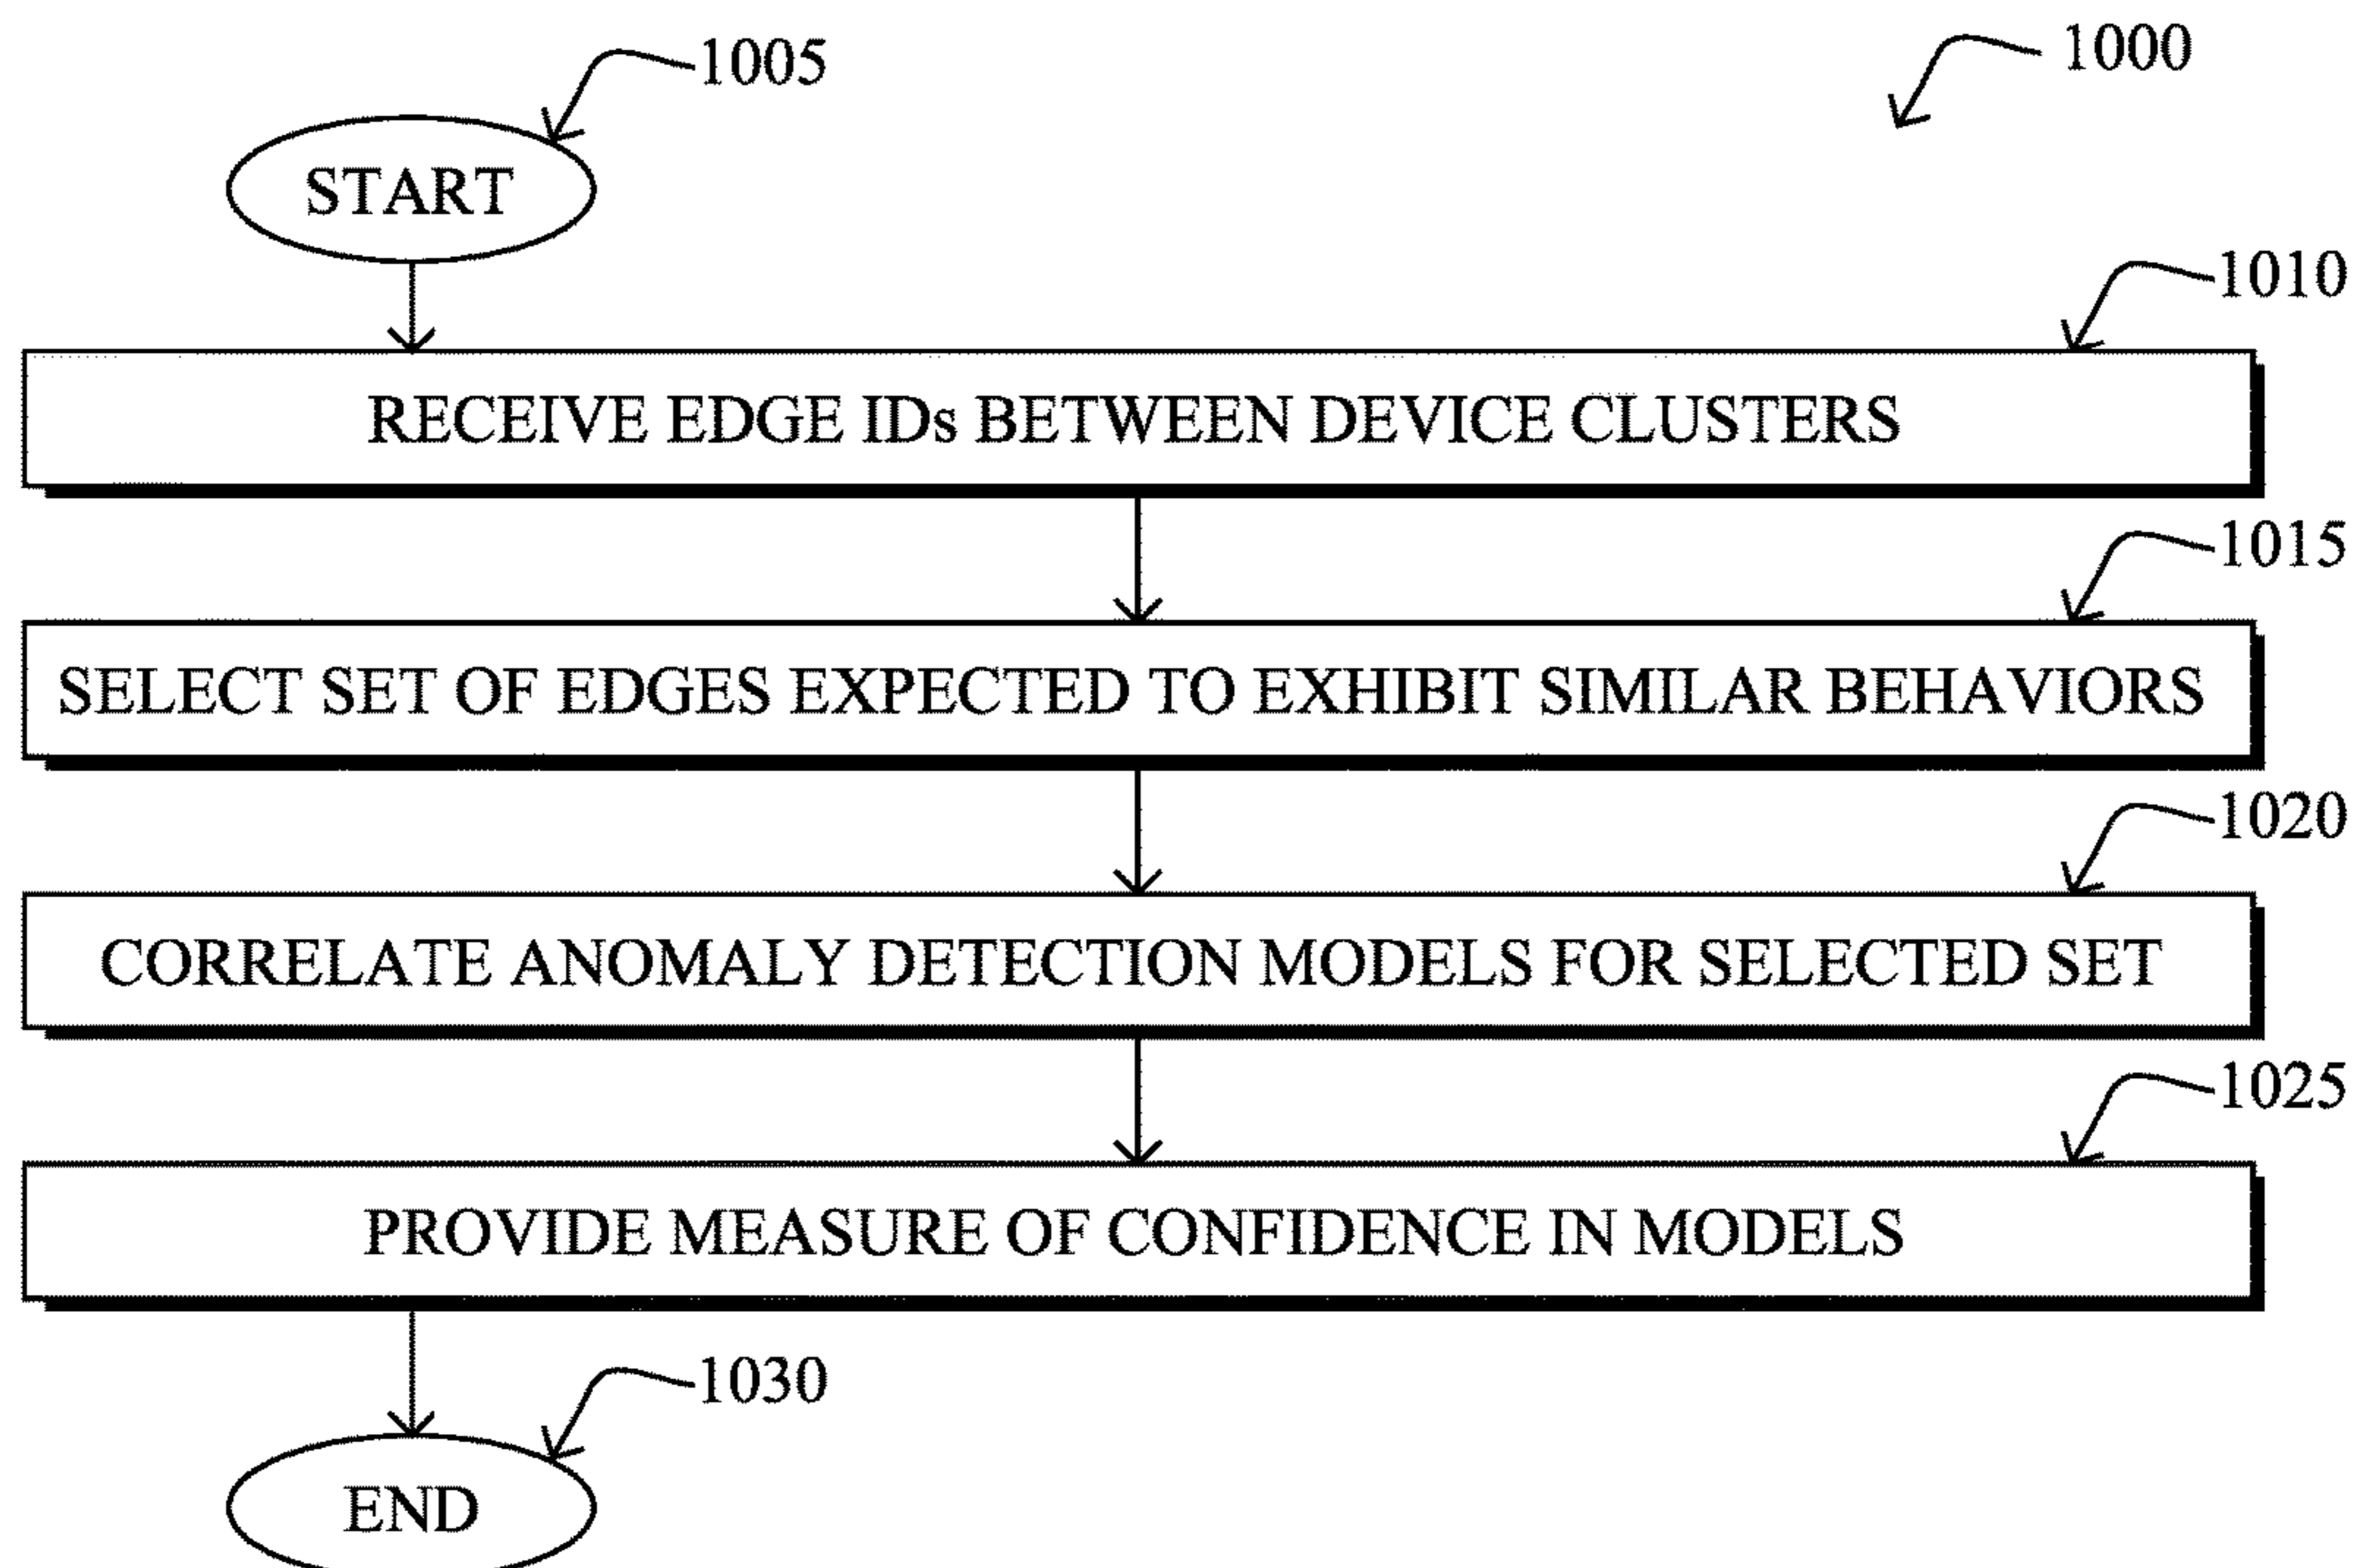 1005
1000
START
1010
RECEIVE EDGE IDs BETWEEN DEVICE CLUSTERS
1015
SELECT SET OF EDGES EXPECTED TO EXHIBIT SIMILAR BEHAVIORS
1020
CORRELATE ANOMALY DETECTION MODELS FOR SELECTED SET
1025
PROVIDE MEASURE OF CONFIDENCE IN MODELS
1030
END